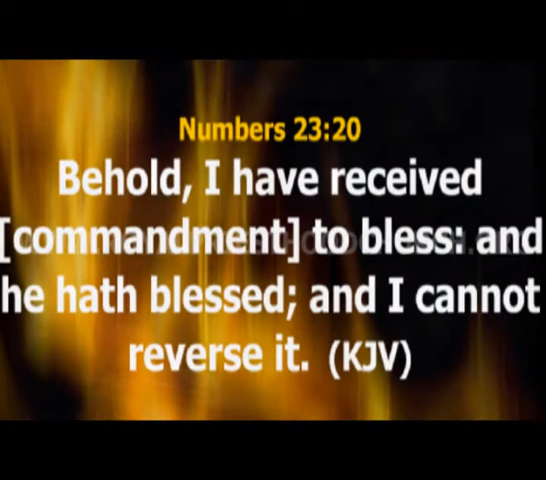 Numbers 23:20
Behold, I have received
[commandment] to bless: and
he hath blessed; and I cannot
reverse it. (KJV)